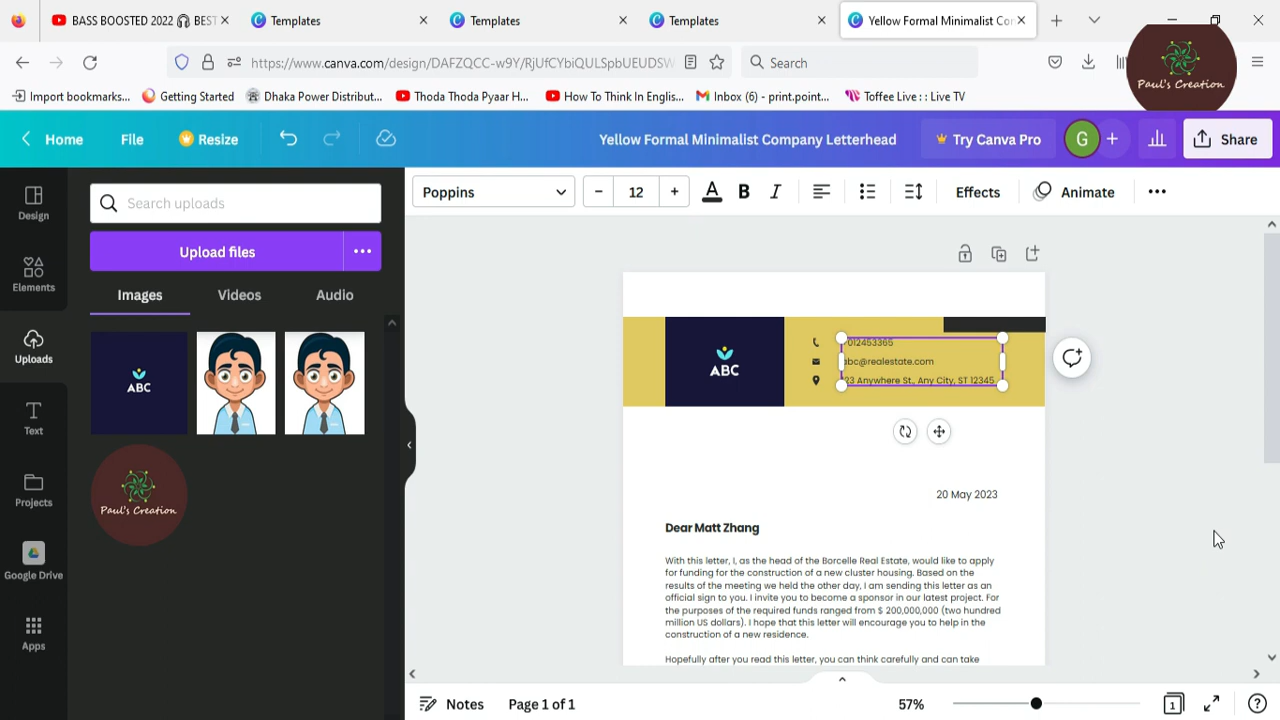 BASS BOOSTED 2022 🎧 BEST
Templates
Templates
Templates
Yellow Formal Minimalist Co
https://www.canva.com/design/DAFZQCC-w9Y/RjUfCYbiQULSpbUEUDSW
Search
Import bookmarks...
Getting Started
Dhaka Power Distribut...
Thoda Thoda Pyaar H...
How To Think In Englis...
Inbox (6) - print.point...
Toffee Live : : Live TV
Paul's Creation
Home
File
Resize
Yellow Formal Minimalist Company Letterhead
Try Canva Pro
G
Share
Design
Elements
Uploads
Text
Projects
Google Drive
Apps
Search uploads
Upload files
Images
Videos
Audio
ABC
Paul's Creation
Poppins
12
A
B
I
Effects
Animate
ABC
012453365
abc@realestate.com
Anywhere St., Any City, ST 12345
20 May 2023
Dear Matt Zhang
With this letter, I, as the head of the Borcelle Real Estate, would like to apply
for funding for the construction of a new cluster housing. Based on the
results of the meeting we held the other day, I am sending this letter as an
official sign to you. I invite you to become a sponsor in our latest project. For
the purposes of the required funds ranged from $ 200,000,000 (two hundred
million US dollars). I hope that this letter will encourage you to help in the
construction of a new residence.
Hopefully after you read this letter, you can think carefully and can take
Notes
Page 1 of 1
57%
1